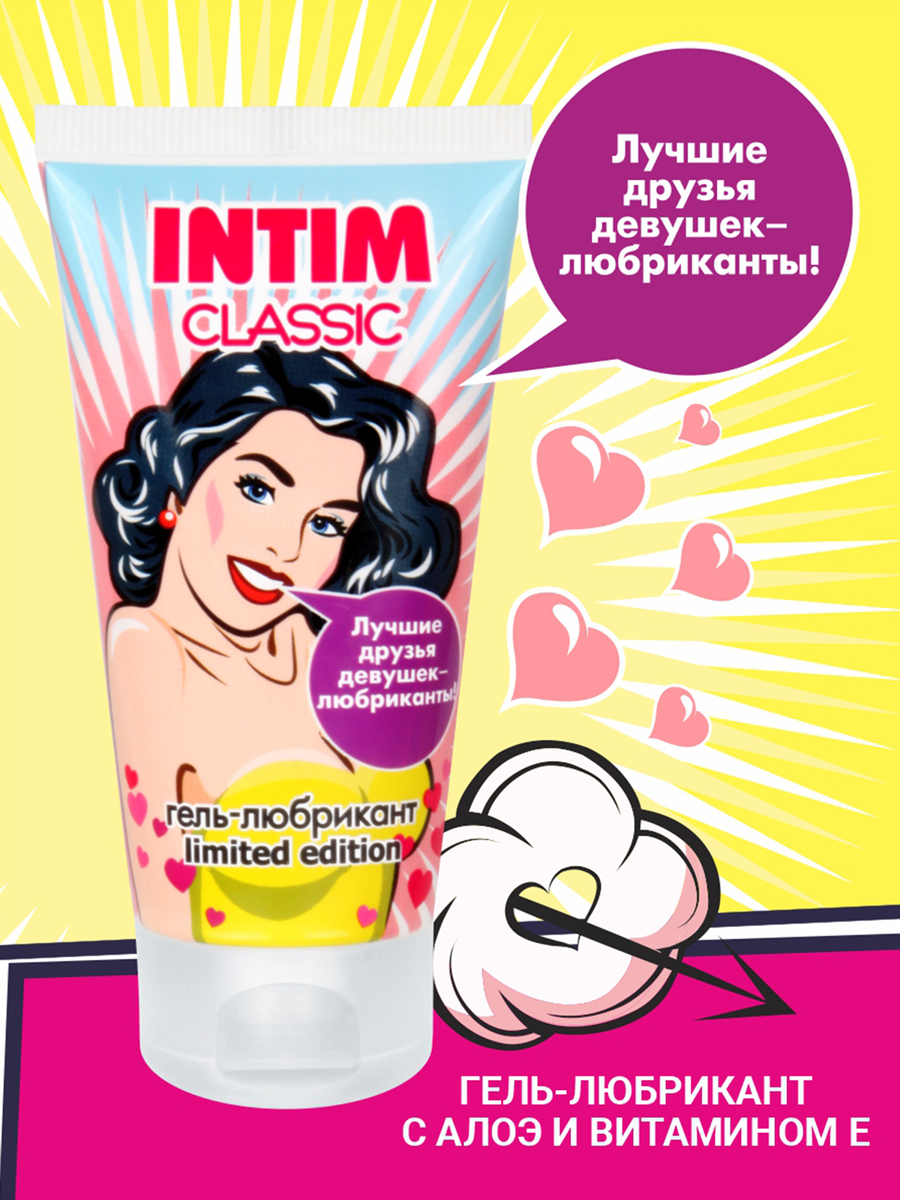 Лучшие
друзья
девушек–
любриканты!
INTIM
CLASSIC
Лучшие
друзья
девушек–
любриканты!
гель-любрикант
limited edition
ГЕЛЬ-ЛЮБРИКАНТ
С АЛОЭ И ВИТАМИНОМ Е